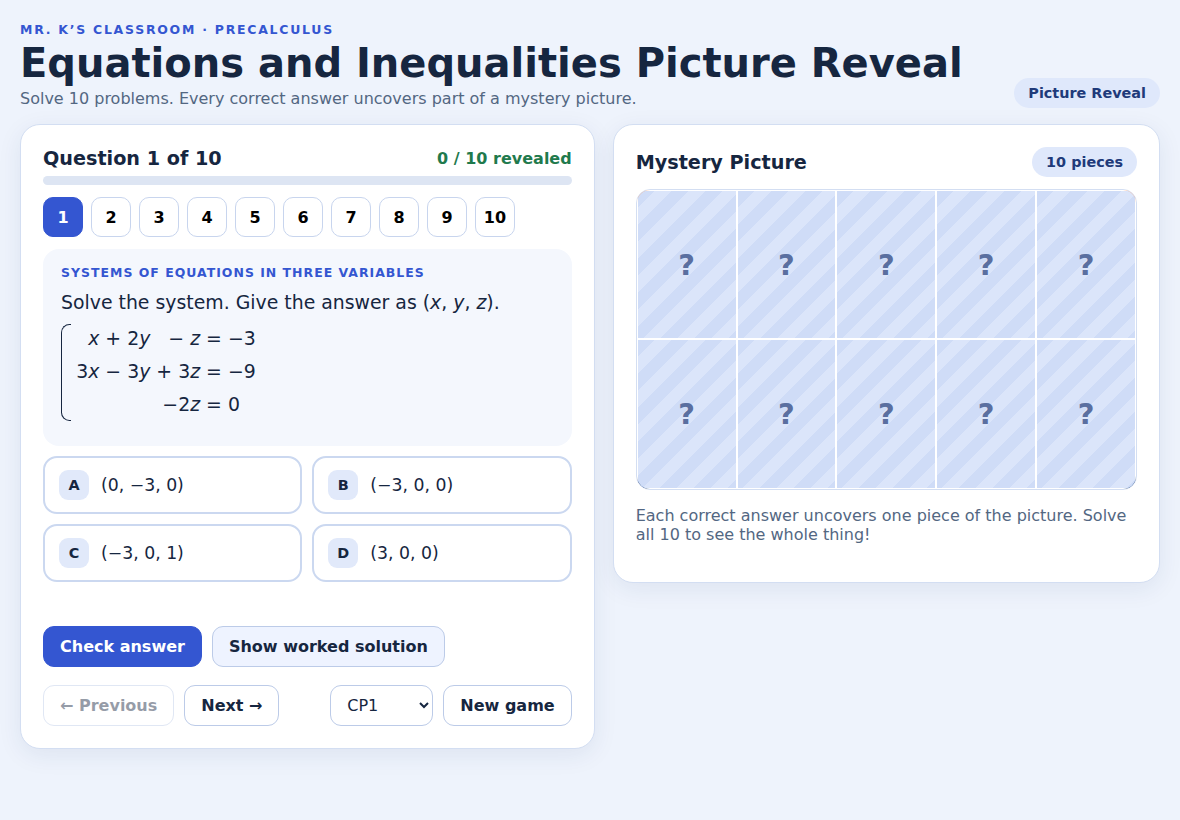 MR. K’S CLASSROOM · PRECALCULUS
Equations and Inequalities Picture Reveal
Solve 10 problems. Every correct answer uncovers part of a mystery picture.
Picture Reveal
Question 1 of 10
0 / 10 revealed
1 2 3 4 5 6 7 8 9 10
SYSTEMS OF EQUATIONS IN THREE VARIABLES
Solve the system. Give the answer as (x, y, z).
x + 2y − z = −3
3x − 3y + 3z = −9
−2z = 0
A (0, −3, 0)
B (−3, 0, 0)
C (−3, 0, 1)
D (3, 0, 0)
Check answer
Show worked solution
← Previous
Next →
CP1
New game
Mystery Picture
10 pieces
? ? ? ? ?
? ? ? ? ?
Each correct answer uncovers one piece of the picture. Solve
all 10 to see the whole thing!